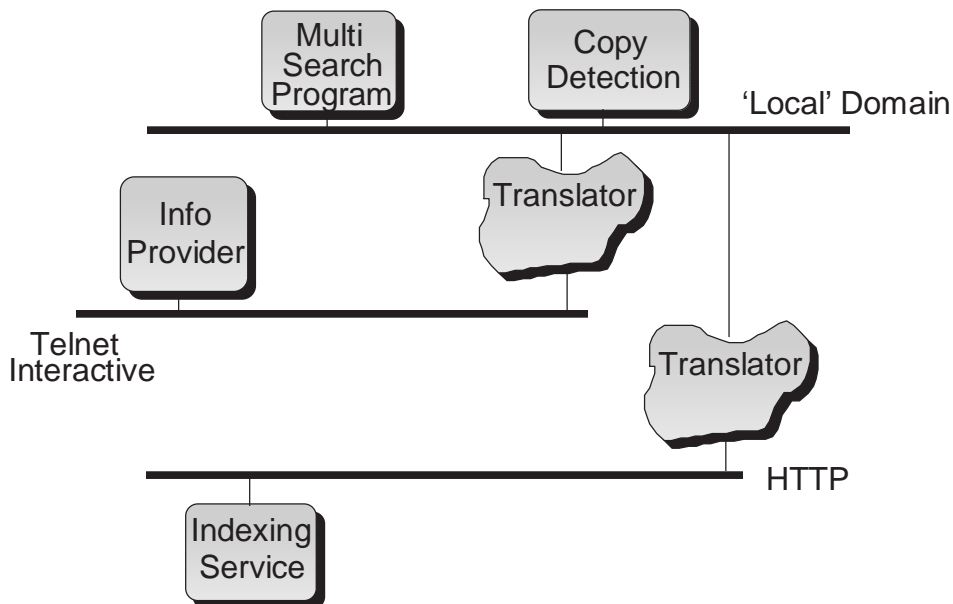 Multi
Search
Program
Copy
Detection
‘Local’ Domain
Translator
Info
Provider
Telnet
Interactive
Translator
HTTP
Indexing
Service